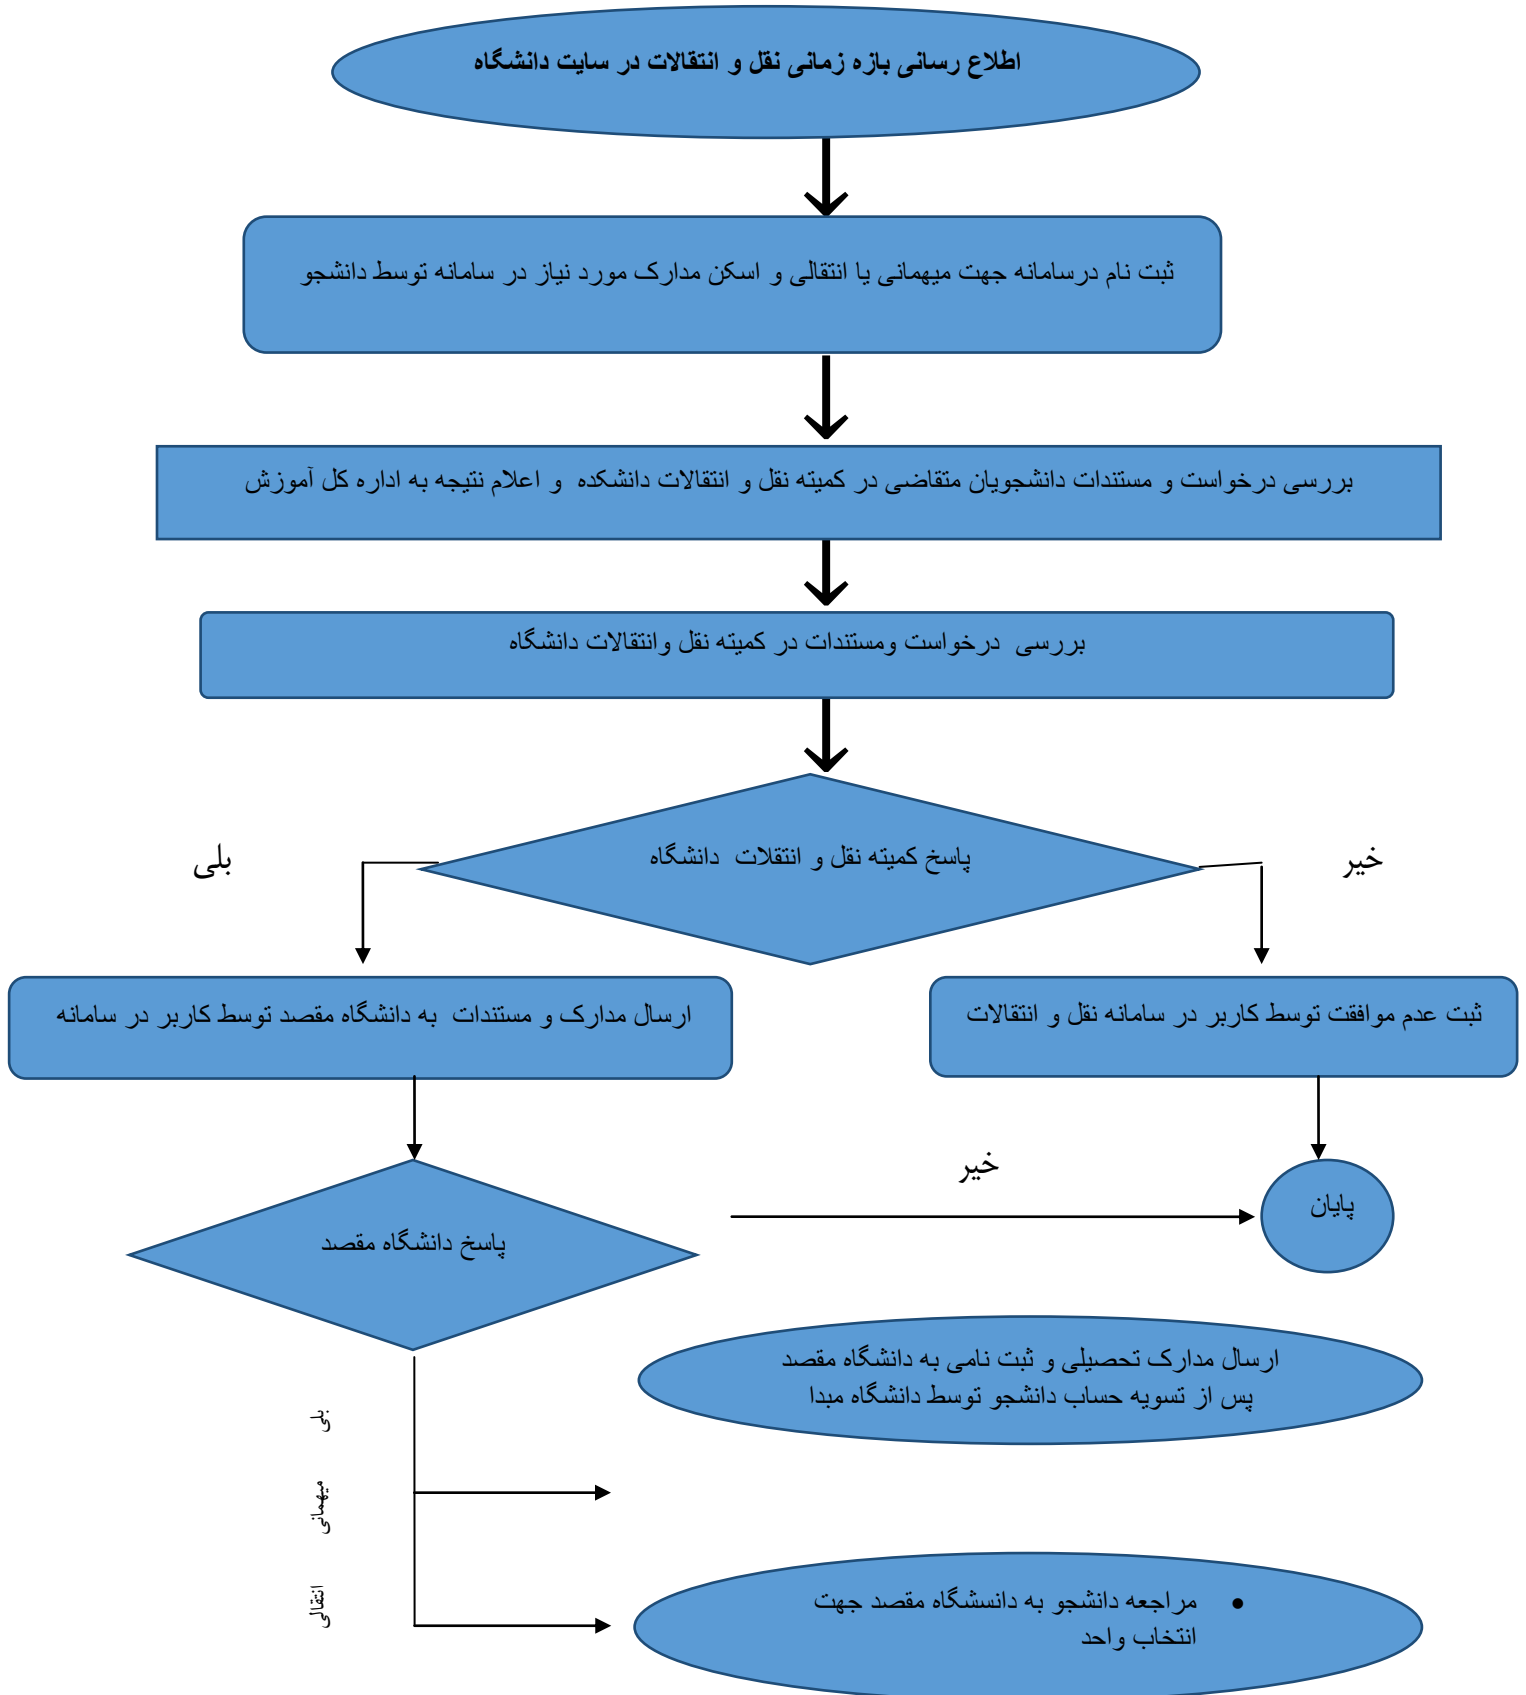 اطلاع رسانی بازه زمانی نقل و انتقالات در سایت دانشگاه
ثبت نام درسامانه جهت میهمانی یا انتقالی و اسکن مدارک مورد نیاز در سامانه توسط دانشجو
بررسی درخواست و مستندات دانشجویان متقاضی در کمیته نقل و انتقالات دانشکده و اعلام نتیجه به اداره کل آموزش
بررسی درخواست ومستندات در کمیته نقل وانتقالات دانشگاه
پاسخ کمیته نقل و انتقلات دانشگاه
خیر
بلی
ثبت عدم موافقت توسط کاربر در سامانه نقل و انتقالات
ارسال مدارک و مستندات به دانشگاه مقصد توسط کاربر در سامانه
خیر
پایان
پاسخ دانشگاه مقصد
ارسال مدارک تحصیلی و ثبت نامی به دانشگاه مقصد
پس از تسویه حساب دانشجو توسط دانشگاه مبدا
بلی
میهمانی
انتقالی
• مراجعه دانشجو به دانسشگاه مقصد جهت
انتخاب واحد